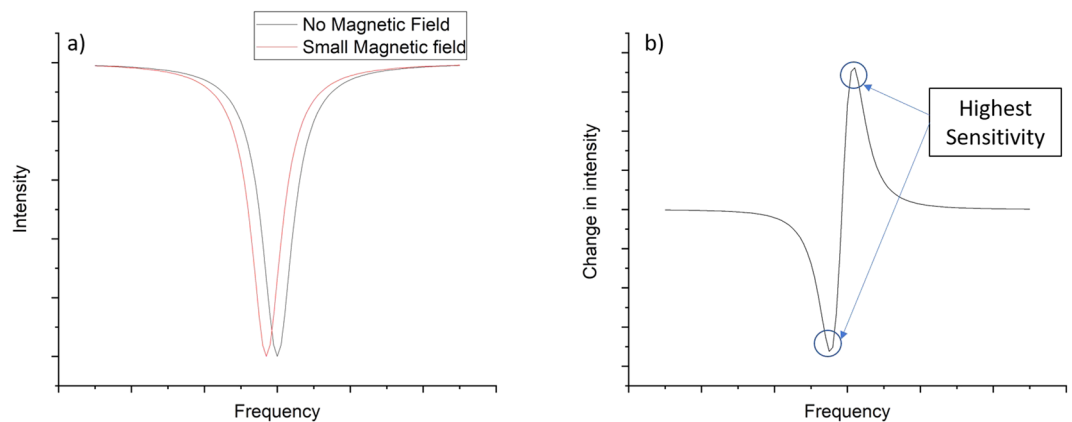 a)
No Magnetic Field
Small Magnetic field
Intensity
Frequency
b)
Highest
Sensitivity
Change in intensity
Frequency